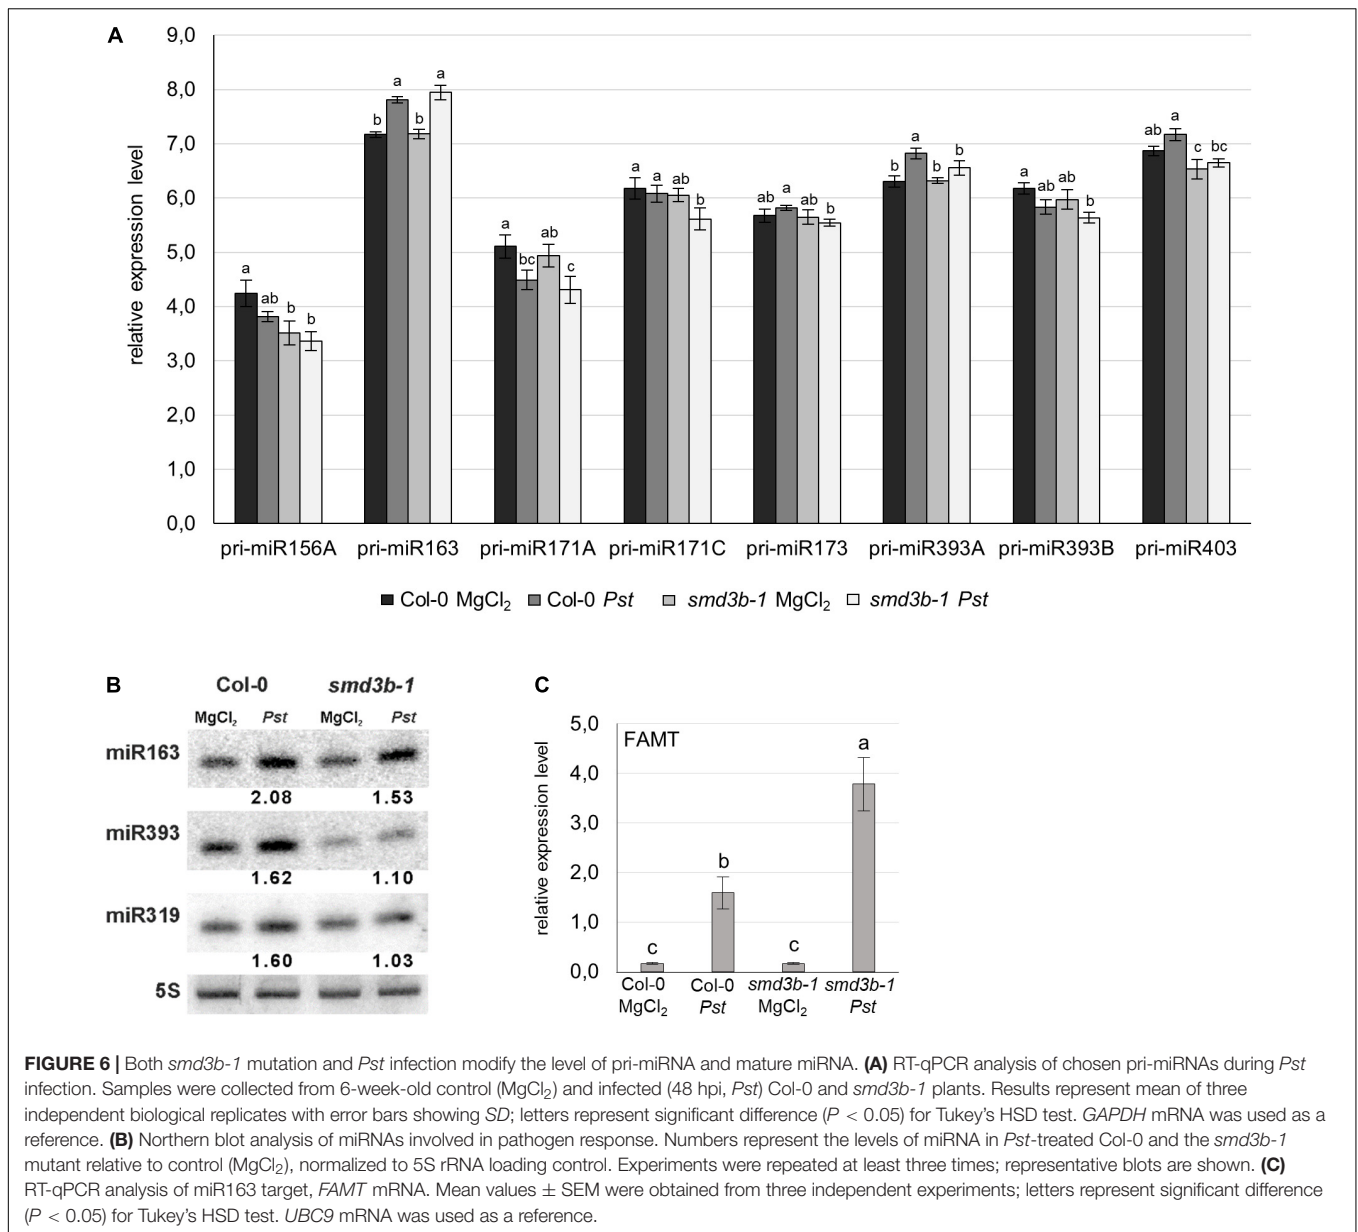 A
relative expression level
9,0
8,0
7,0
6,0
5,0
4,0
3,0
2,0
1,0
0,0
a ab b b
b a b a
a bc ab c
a a ab b
ab a ab b
b a b b
a ab ab b
ab a c bc
pri-miR156A pri-miR163 pri-miR171A pri-miR171C pri-miR173 pri-miR393A pri-miR393B pri-miR403
Col-0 MgCl₂ Col-0 Pst smd3b-1 MgCl₂ smd3b-1 Pst
B
Col-0 smd3b-1
MgCl₂ Pst MgCl₂ Pst
miR163
2.08 1.53
miR393
1.62 1.10
miR319
1.60 1.03
5S
C
relative expression level
FAMT
5,0
4,0
3,0
2,0
1,0
0,0
c b c a
Col-0 Col-0 smd3b-1 smd3b-1
MgCl₂ Pst MgCl₂ Pst
FIGURE 6 | Both smd3b-1 mutation and Pst infection modify the level of pri-miRNA and mature miRNA. (A) RT-qPCR analysis of chosen pri-miRNAs during Pst
infection. Samples were collected from 6-week-old control (MgCl₂) and infected (48 hpi, Pst) Col-0 and smd3b-1 plants. Results represent mean of three
independent biological replicates with error bars showing SD; letters represent significant difference (P < 0.05) for Tukey's HSD test. GAPDH mRNA was used as a
reference. (B) Northern blot analysis of miRNAs involved in pathogen response. Numbers represent the levels of miRNA in Pst-treated Col-0 and the smd3b-1
mutant relative to control (MgCl₂), normalized to 5S rRNA loading control. Experiments were repeated at least three times; representative blots are shown. (C)
RT-qPCR analysis of miR163 target, FAMT mRNA. Mean values ± SEM were obtained from three independent experiments; letters represent significant difference
(P < 0.05) for Tukey's HSD test. UBC9 mRNA was used as a reference.